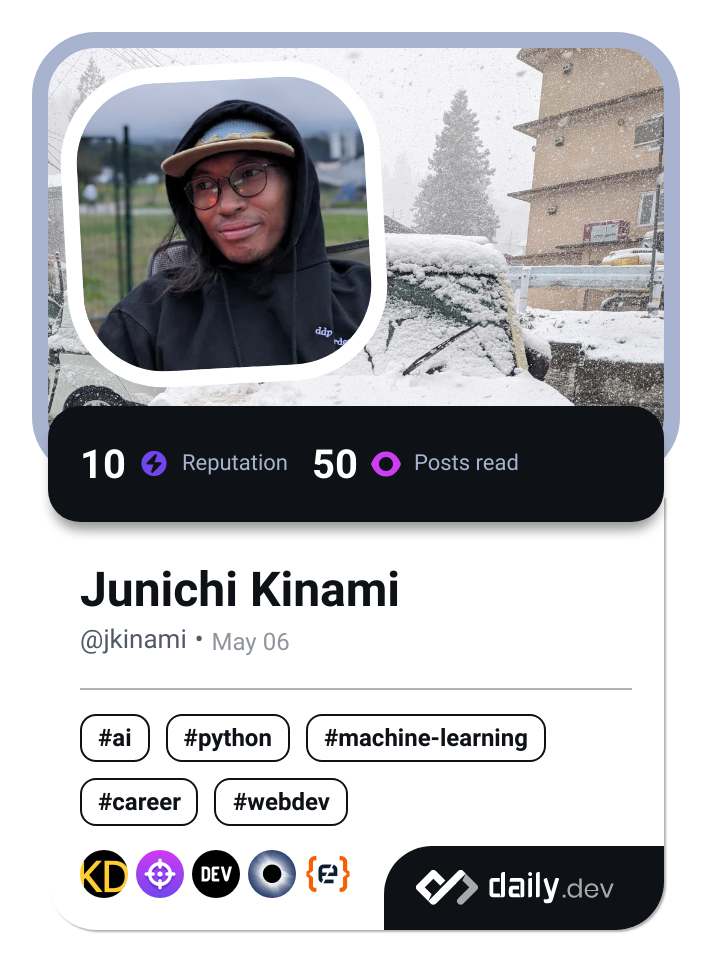 ddp
10 Reputation 50 Posts read
Junichi Kinami
@jkinami • May 06
#ai #python #machine-learning
#career #webdev
KD DEV
daily.dev